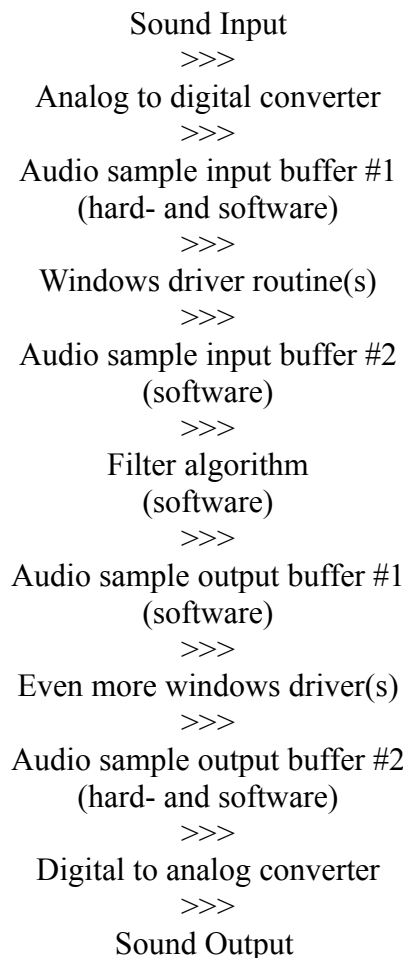 Sound Input
>>>
Analog to digital converter
>>>
Audio sample input buffer #1
(hard- and software)
>>>
Windows driver routine(s)
>>>
Audio sample input buffer #2
(software)
>>>
Filter algorithm
(software)
>>>
Audio sample output buffer #1
(software)
>>>
Even more windows driver(s)
>>>
Audio sample output buffer #2
(hard- and software)
>>>
Digital to analog converter
>>>
Sound Output